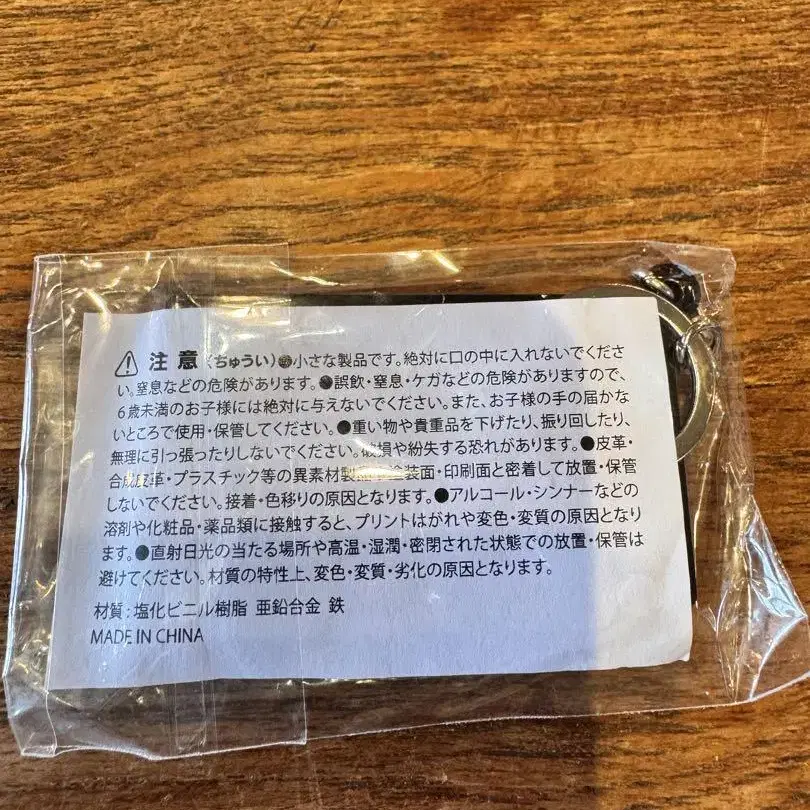 注意〈ちゅうい〉●小さな製品です。絶対に口の中に入れないでくださ
い。窒息などの危険があります。●誤飲・窒息・ケガなどの危険がありますので、
6歳未満のお子様には絶対に与えないでください。また、お子様の手の届かな
いところで使用・保管してください。●重い物や貴重品を下げたり、振り回したり、
無理に引っ張ったりしないでください。破損や紛失する恐れがあります。●皮革・
合成皮革・プラスチック等の異素材製 塗装面・印刷面と密着して放置・保管
しないでください。接着・色移りの原因となります。●アルコール・シンナーなどの
溶剤や化粧品・薬品類に接触すると、プリントはがれや変色・変質の原因となり
ます。●直射日光の当たる場所や高温・湿潤・密閉された状態での放置・保管は
避けてください。材質の特性上、変色・変質・劣化の原因となります。
材質：塩化ビニル樹脂 亜鉛合金 鉄
MADE IN CHINA